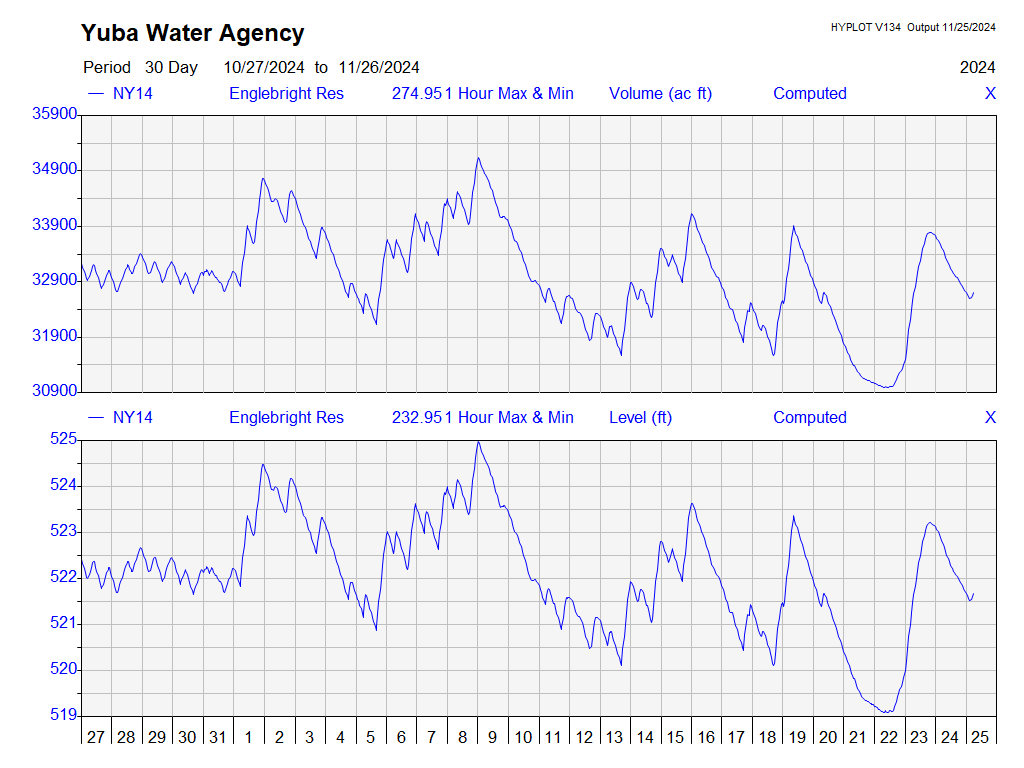 Yuba Water Agency
HYPLOT V134 Output 11/25/2024
Period 30 Day 10/27/2024 to 11/26/2024 2024
NY14 Englebright Res 274.951 Hour Max & Min Volume (ac ft) Computed X
35900
34900
33900
32900
31900
30900
NY14 Englebright Res 232.951 Hour Max & Min Level (ft) Computed X
525
524
523
522
521
520
519
27 28 29 30 31 1 2 3 4 5 6 7 8 9 10 11 12 13 14 15 16 17 18 19 20 21 22 23 24 25